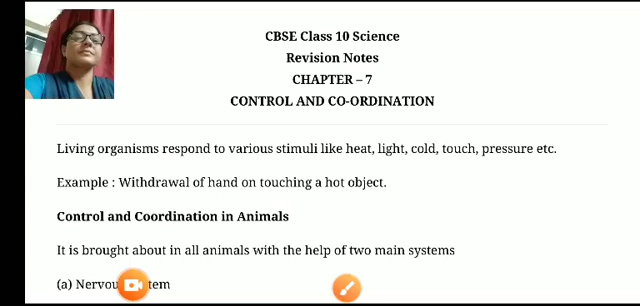 CBSE Class 10 Science
Revision Notes
CHAPTER – 7
CONTROL AND CO-ORDINATION
Living organisms respond to various stimuli like heat, light, cold, touch, pressure etc.
Example : Withdrawal of hand on touching a hot object.
Control and Coordination in Animals
It is brought about in all animals with the help of two main systems
(a)